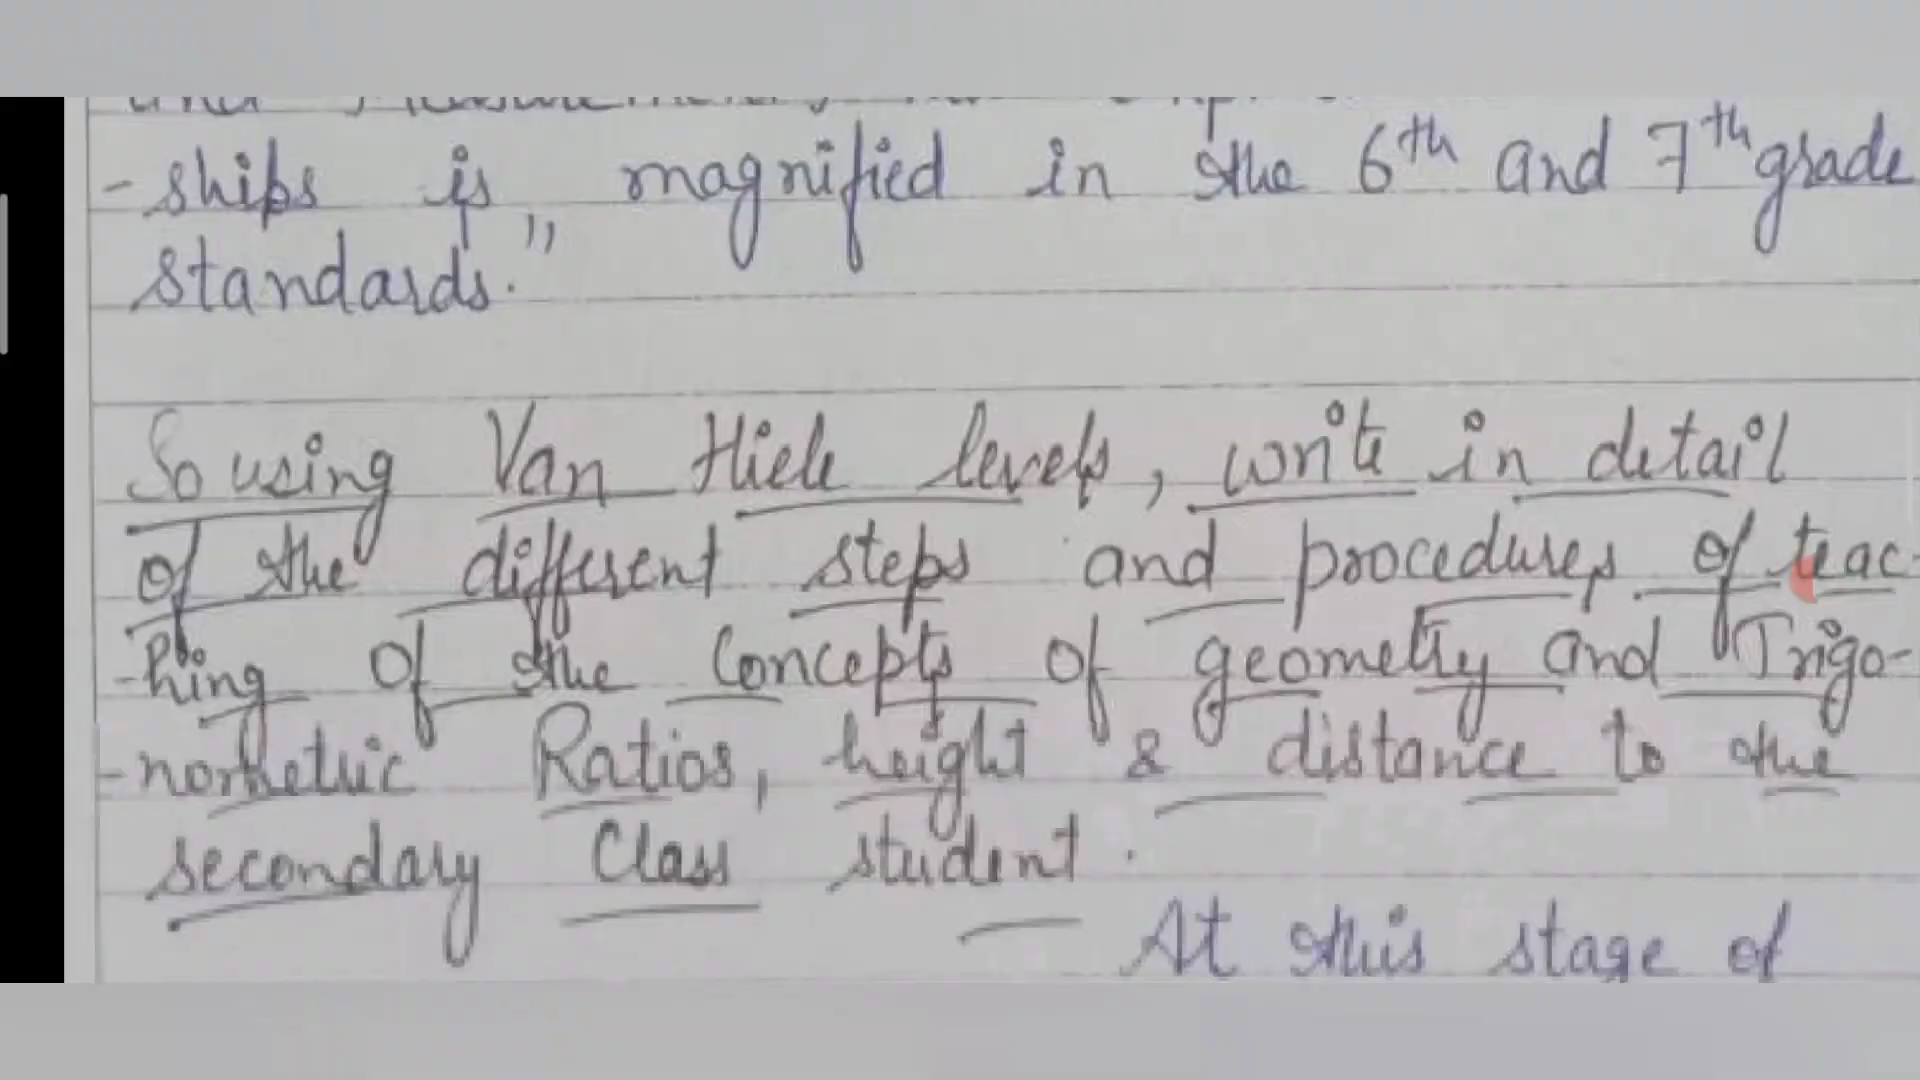 -ships is magnified in the 6th and 7th grade
standards."
So using Van Hiele levels, write in detail
of the different steps and procedures of teac-
-hing of the Concepts of geometry and Trigo-
-nometric Ratios, height & distance to the
secondary Class student.
At this stage of